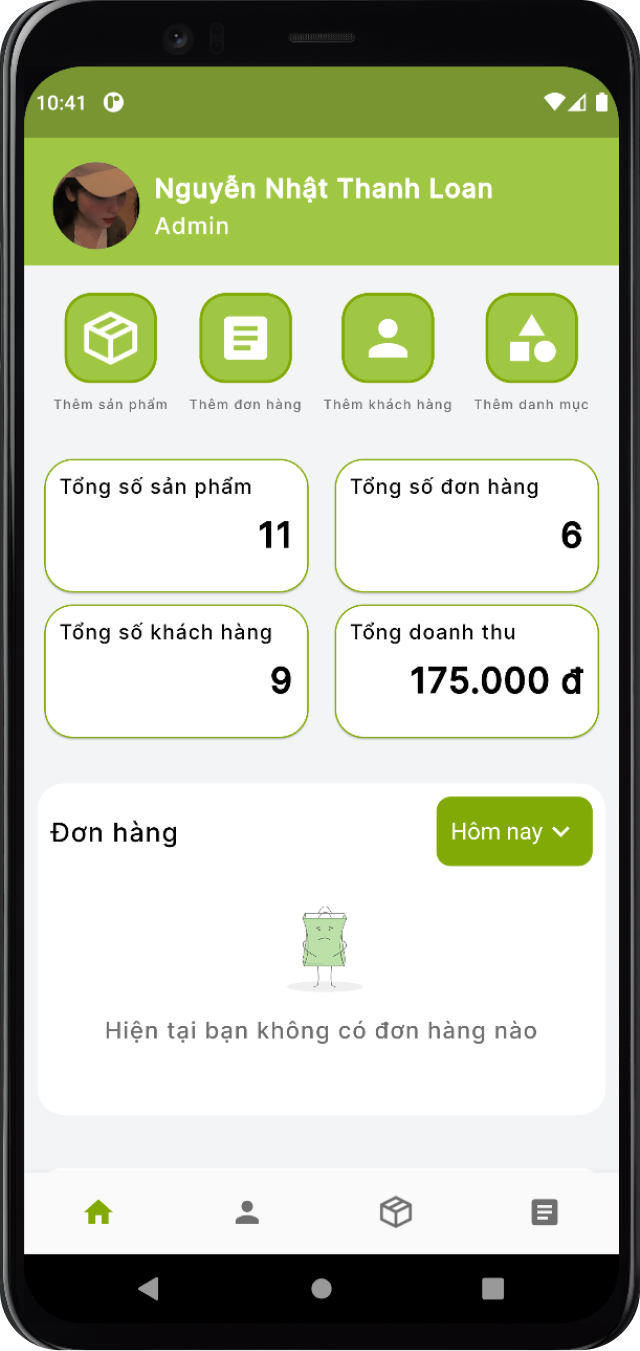 10:41
Nguyễn Nhật Thanh Loan
Admin
Thêm sản phẩm
Thêm đơn hàng
Thêm khách hàng
Thêm danh mục
Tổng số sản phẩm
11
Tổng số đơn hàng
6
Tổng số khách hàng
9
Tổng doanh thu
175.000 đ
Đơn hàng
Hôm nay
Hiện tại bạn không có đơn hàng nào